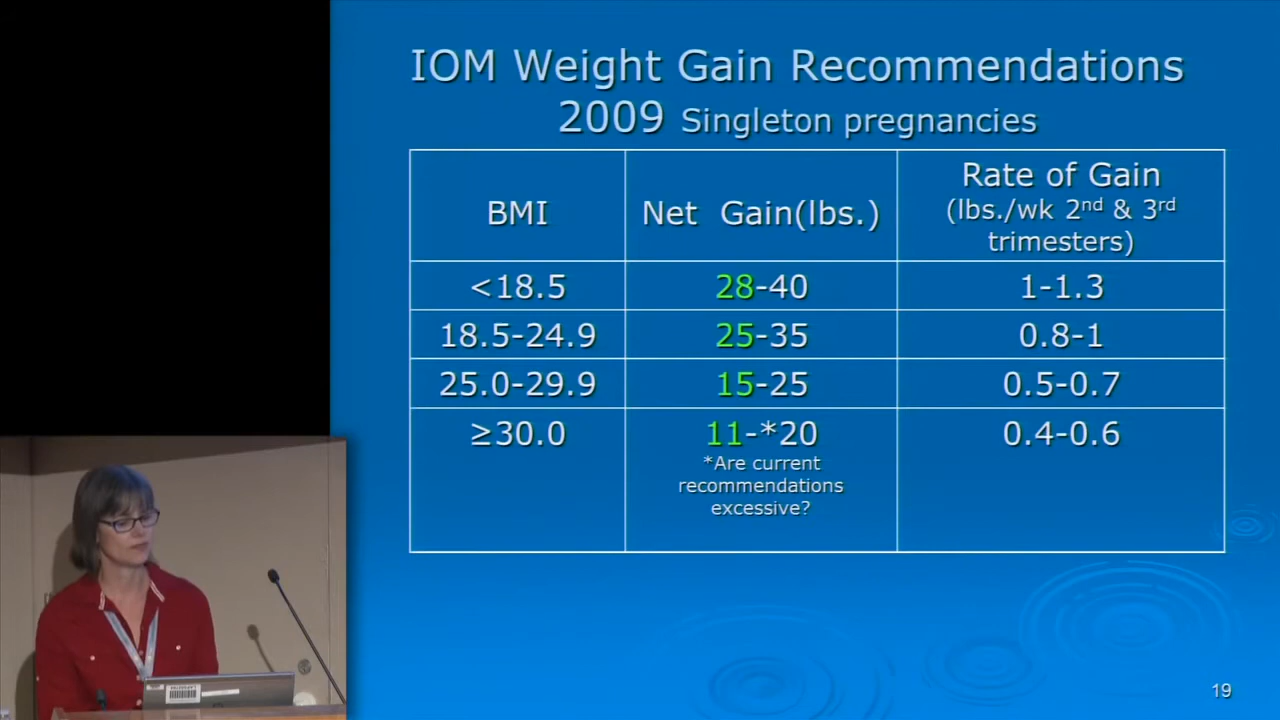 IOM Weight Gain Recommendations
2009 Singleton pregnancies
BMI
Net Gain(lbs.)
Rate of Gain
(lbs./wk 2nd & 3rd
trimesters)
<18.5
28-40
1-1.3
18.5-24.9
25-35
0.8-1
25.0-29.9
15-25
0.5-0.7
≥30.0
11-*20
*Are current
recommendations
excessive?
0.4-0.6
19